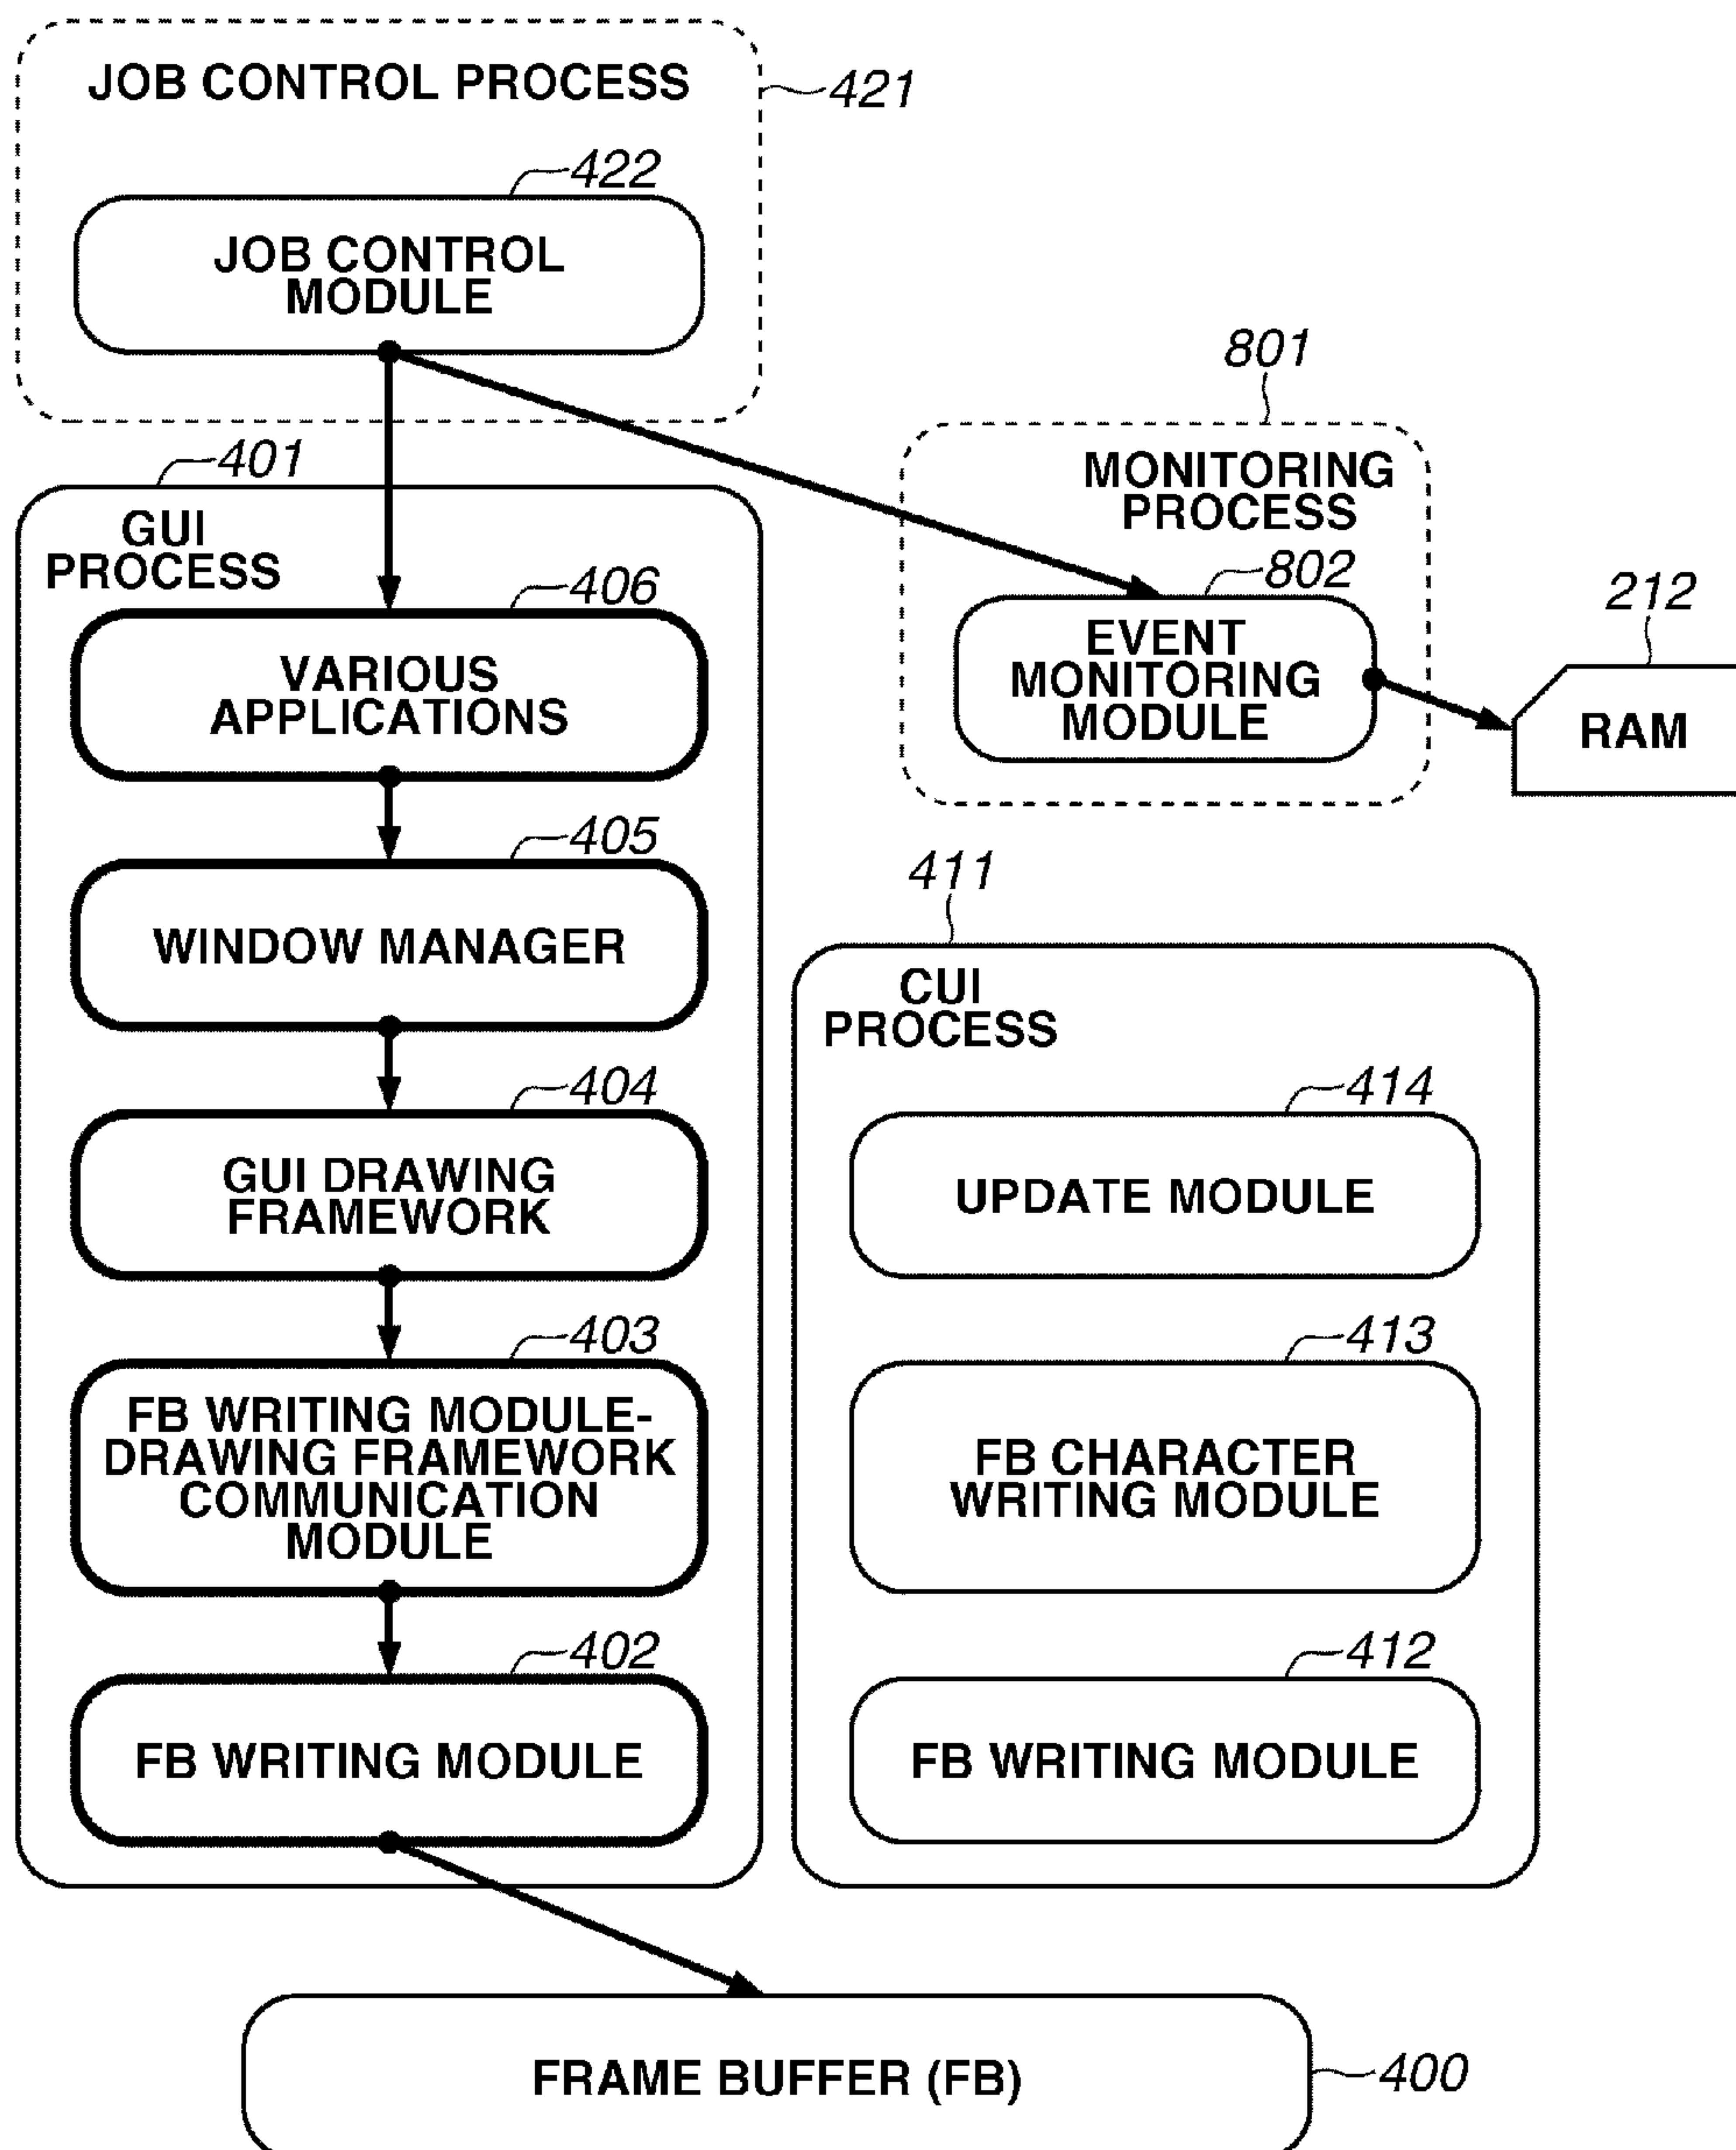 JOB CONTROL PROCESS
421
422
JOB CONTROL
MODULE
801
401
GUI
PROCESS
MONITORING
PROCESS
802
EVENT
MONITORING
MODULE
212
RAM
406
VARIOUS
APPLICATIONS
405
WINDOW MANAGER
404
GUI DRAWING
FRAMEWORK
403
FB WRITING MODULE-
DRAWING FRAMEWORK
COMMUNICATION
MODULE
402
FB WRITING MODULE
411
CUI
PROCESS
414
UPDATE MODULE
413
FB CHARACTER
WRITING MODULE
412
FB WRITING MODULE
FRAME BUFFER (FB)
400